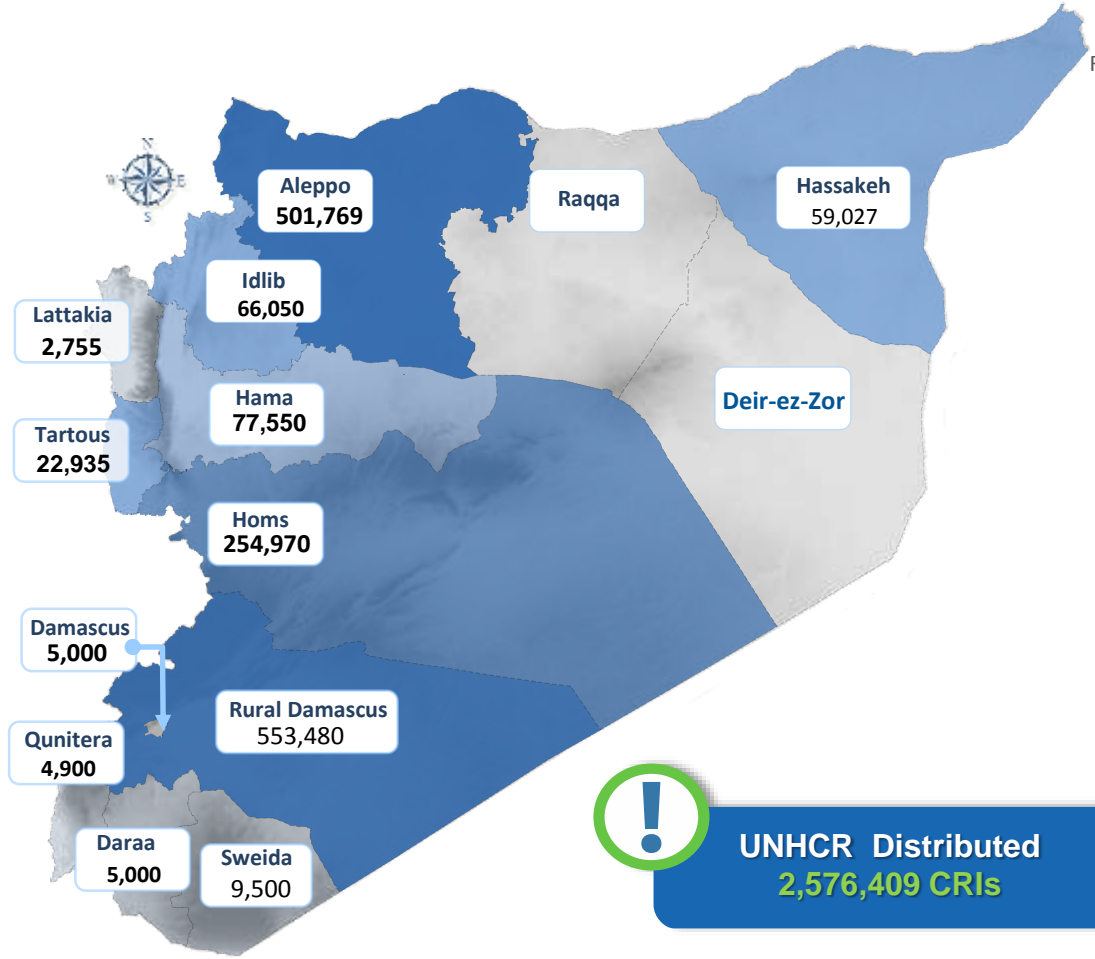 F
N
W
E
S
Aleppo
501,769
Raqqa
Hassakeh
59,027
Idlib
66,050
Lattakia
2,755
Hama
77,550
Deir-ez-Zor
Tartous
22,935
Homs
254,970
Damascus
5,000
Rural Damascus
553,480
Qunitera
4,900
Daraa
5,000
Sweida
9,500
UNHCR Distributed
2,576,409 CRIs